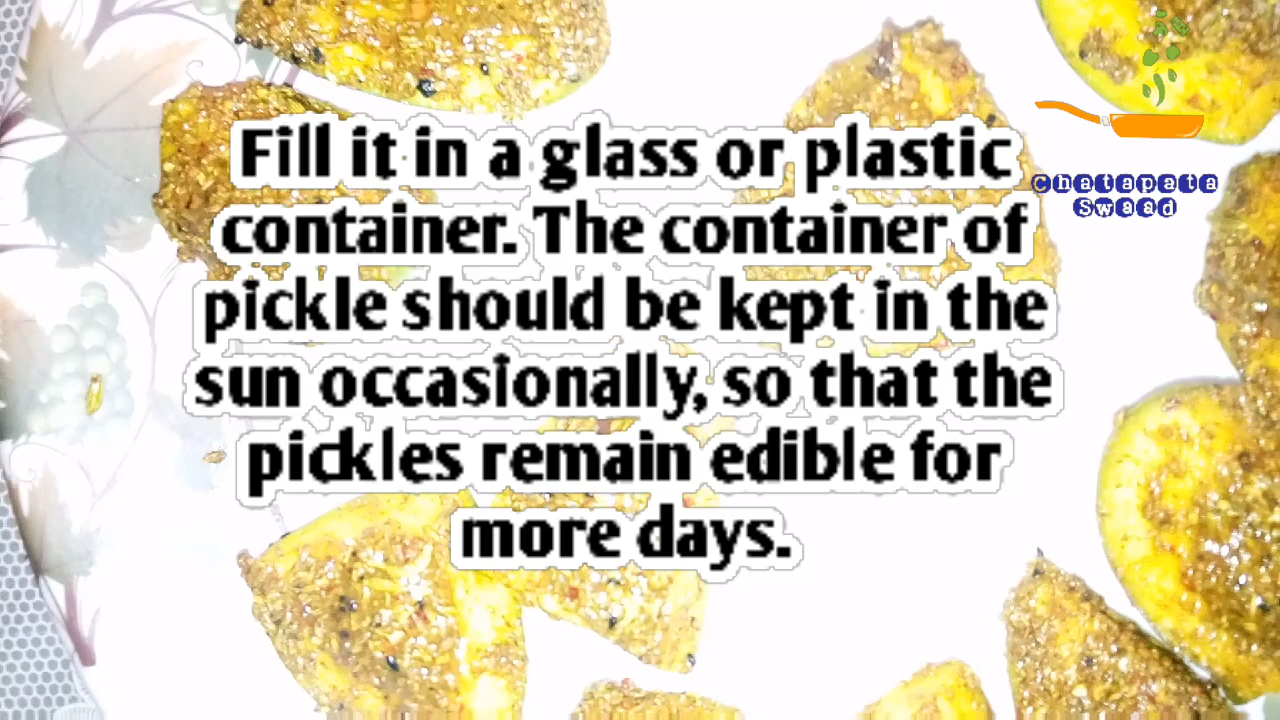 Fill it in a glass or plastic
container. The container of
pickle should be kept in the
sun occasionally, so that the
pickles remain edible for
more days.
chatapata
Swaad